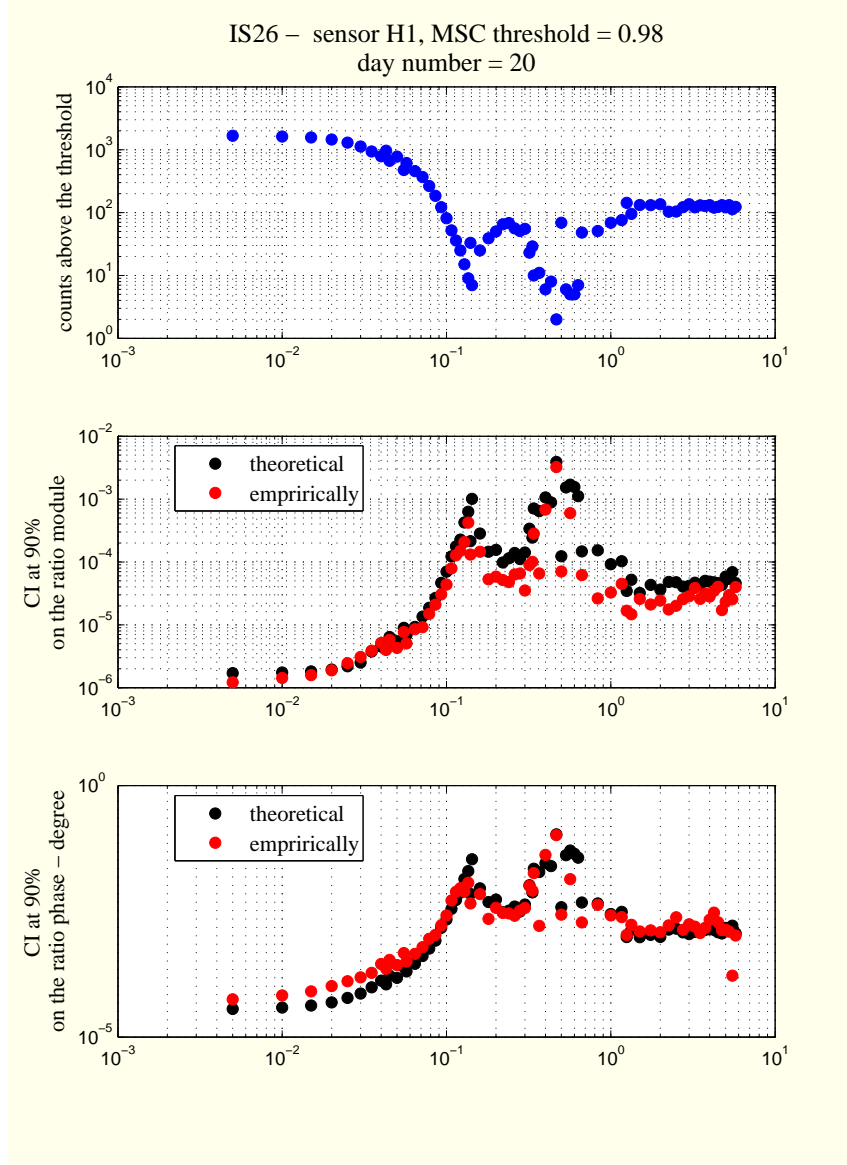 IS26 – sensor H1, MSC threshold = 0.98
day number = 20
counts above the threshold
10^4
10^3
10^2
10^1
10^0
10^-3
10^-2
10^-1
10^0
10^1
CI at 90%
on the ratio module
10^-2
10^-3
10^-4
10^-5
10^-6
theoretical
emprirically
10^-3
10^-2
10^-1
10^0
10^1
CI at 90%
on the ratio phase – degree
10^0
10^-5
theoretical
emprirically
10^-3
10^-2
10^-1
10^0
10^1